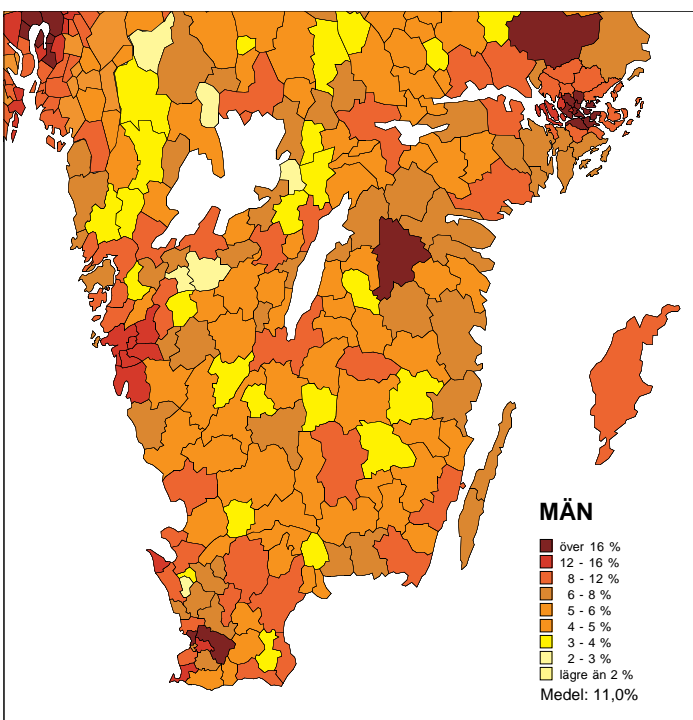 MÄN
över 16 %
12 - 16 %
8 - 12 %
6 - 8 %
5 - 6 %
4 - 5 %
3 - 4 %
2 - 3 %
lägre än 2 %
Medel: 11,0%